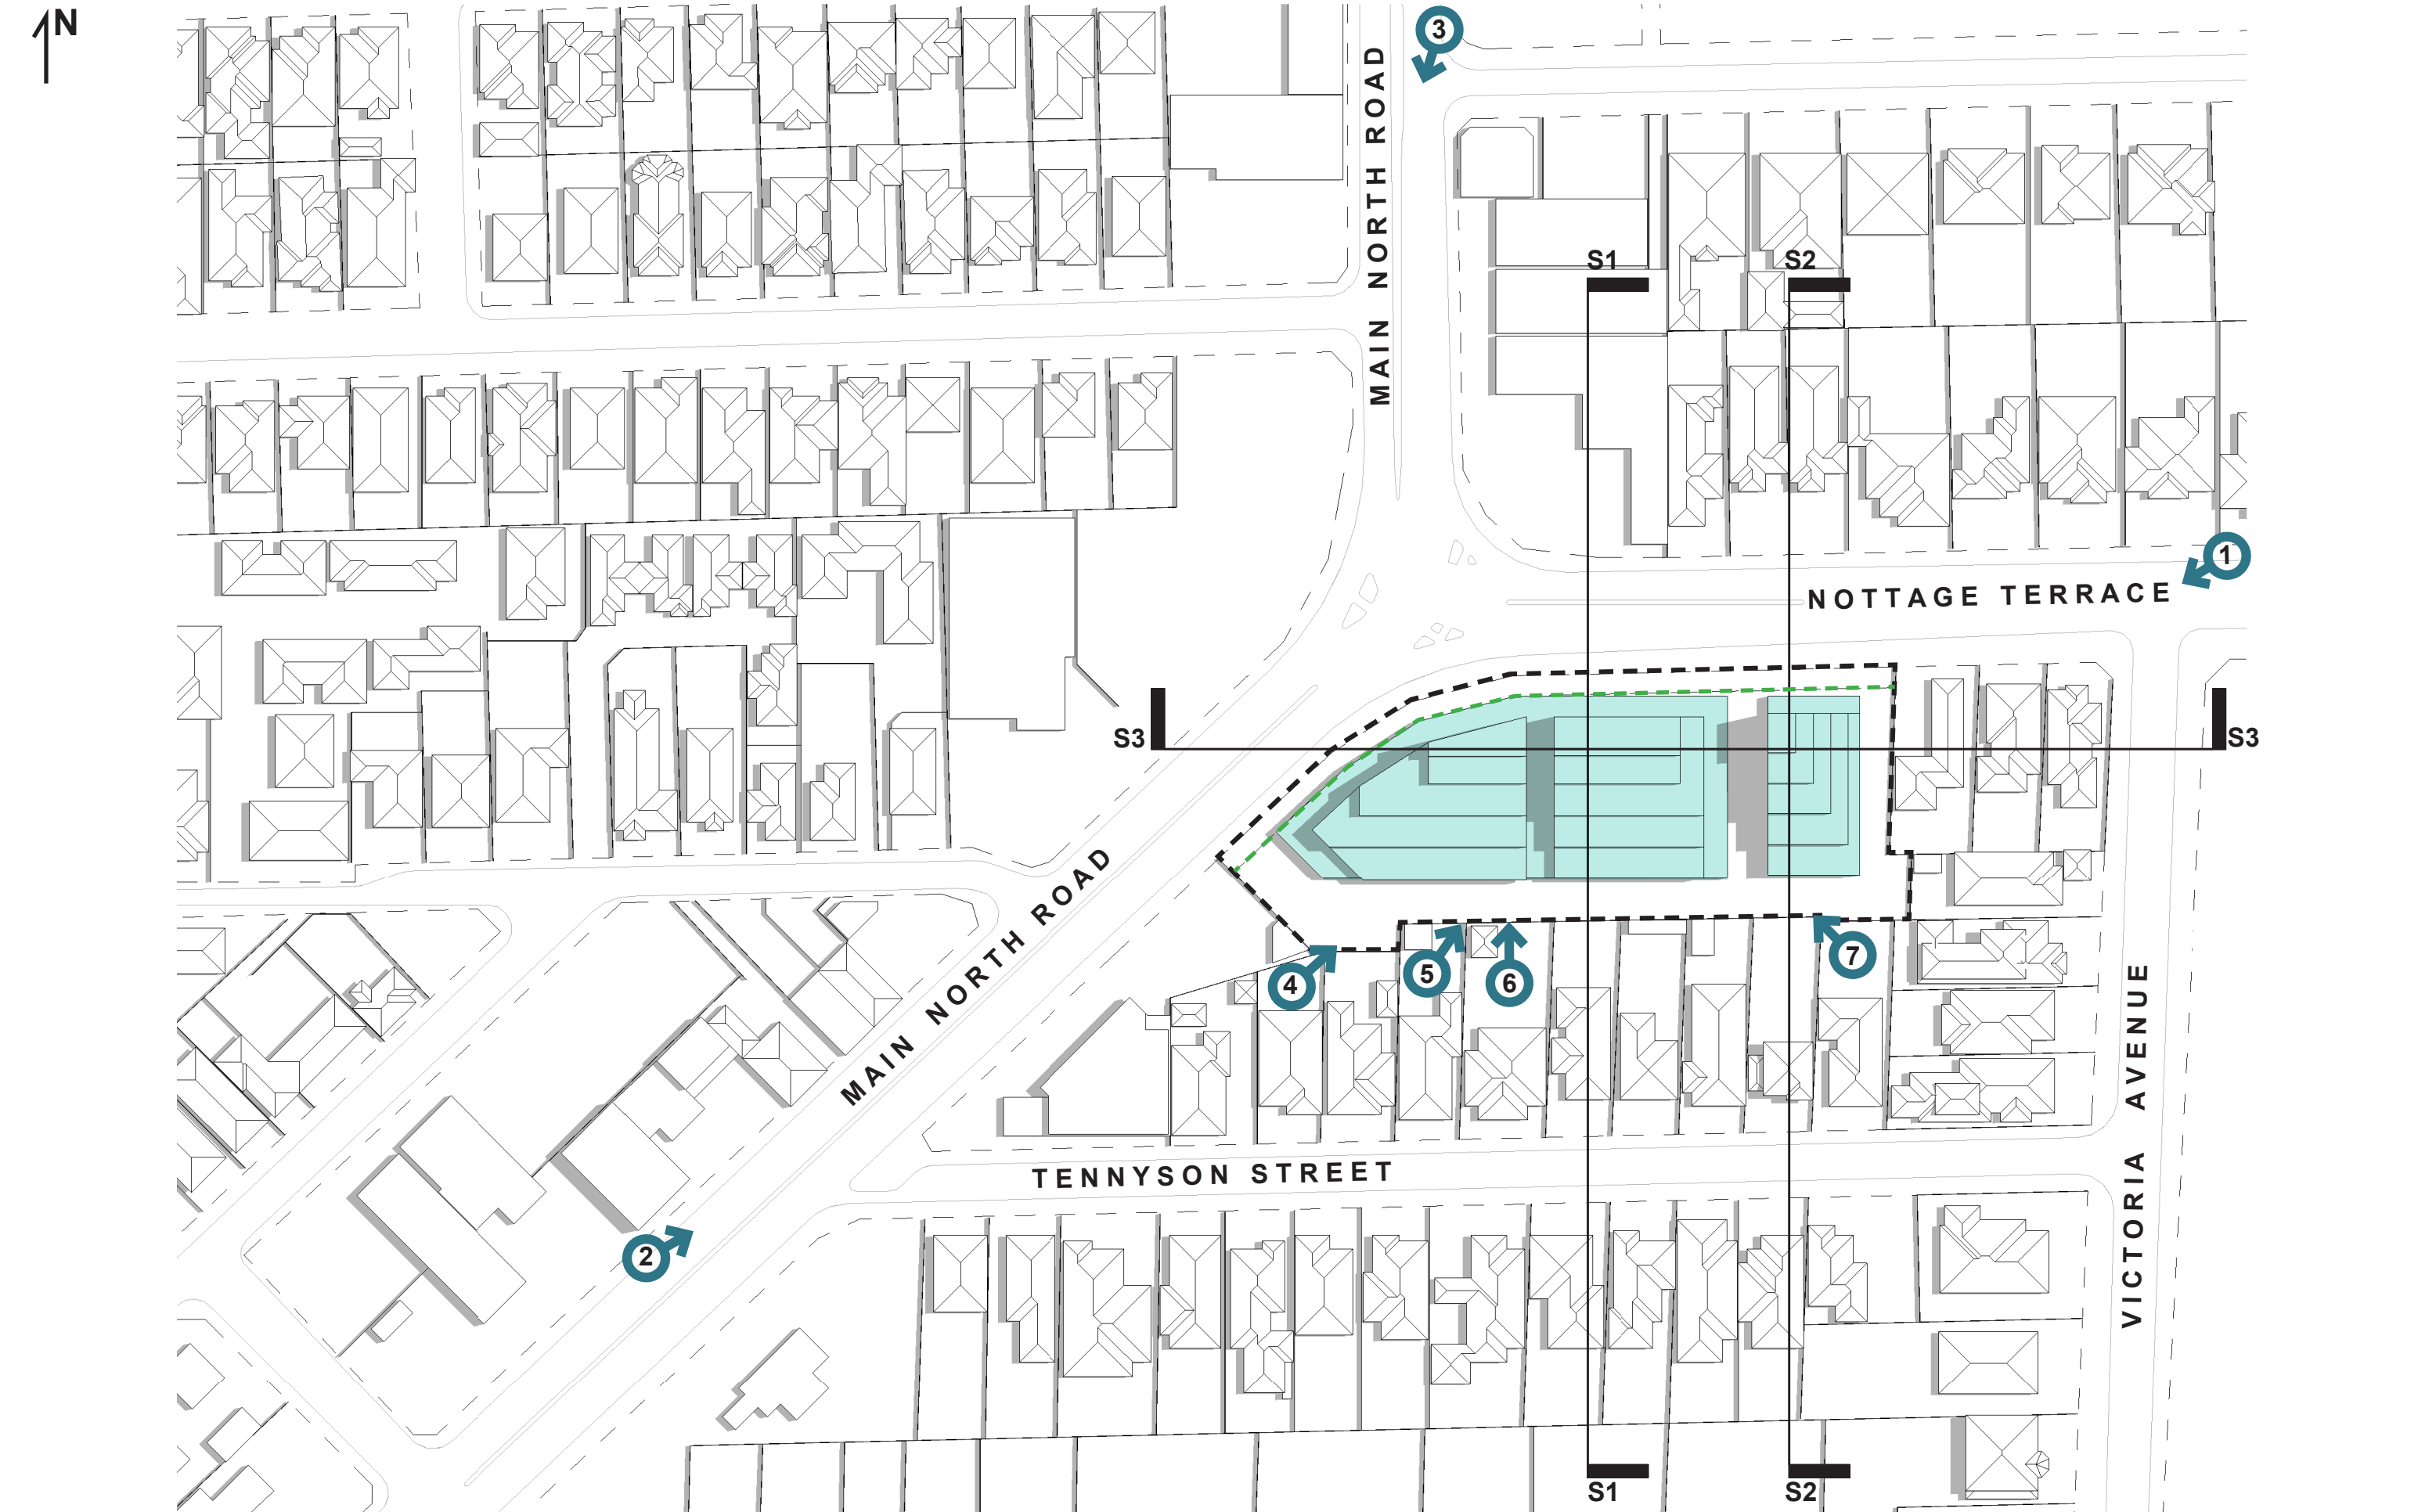 N
3
MAIN NORTH ROAD
S1
S2
1
NOTTAGE TERRACE
S3
S3
MAIN NORTH ROAD
4
5
6
7
VICTORIA AVENUE
TENNYSON STREET
2
S1
S2